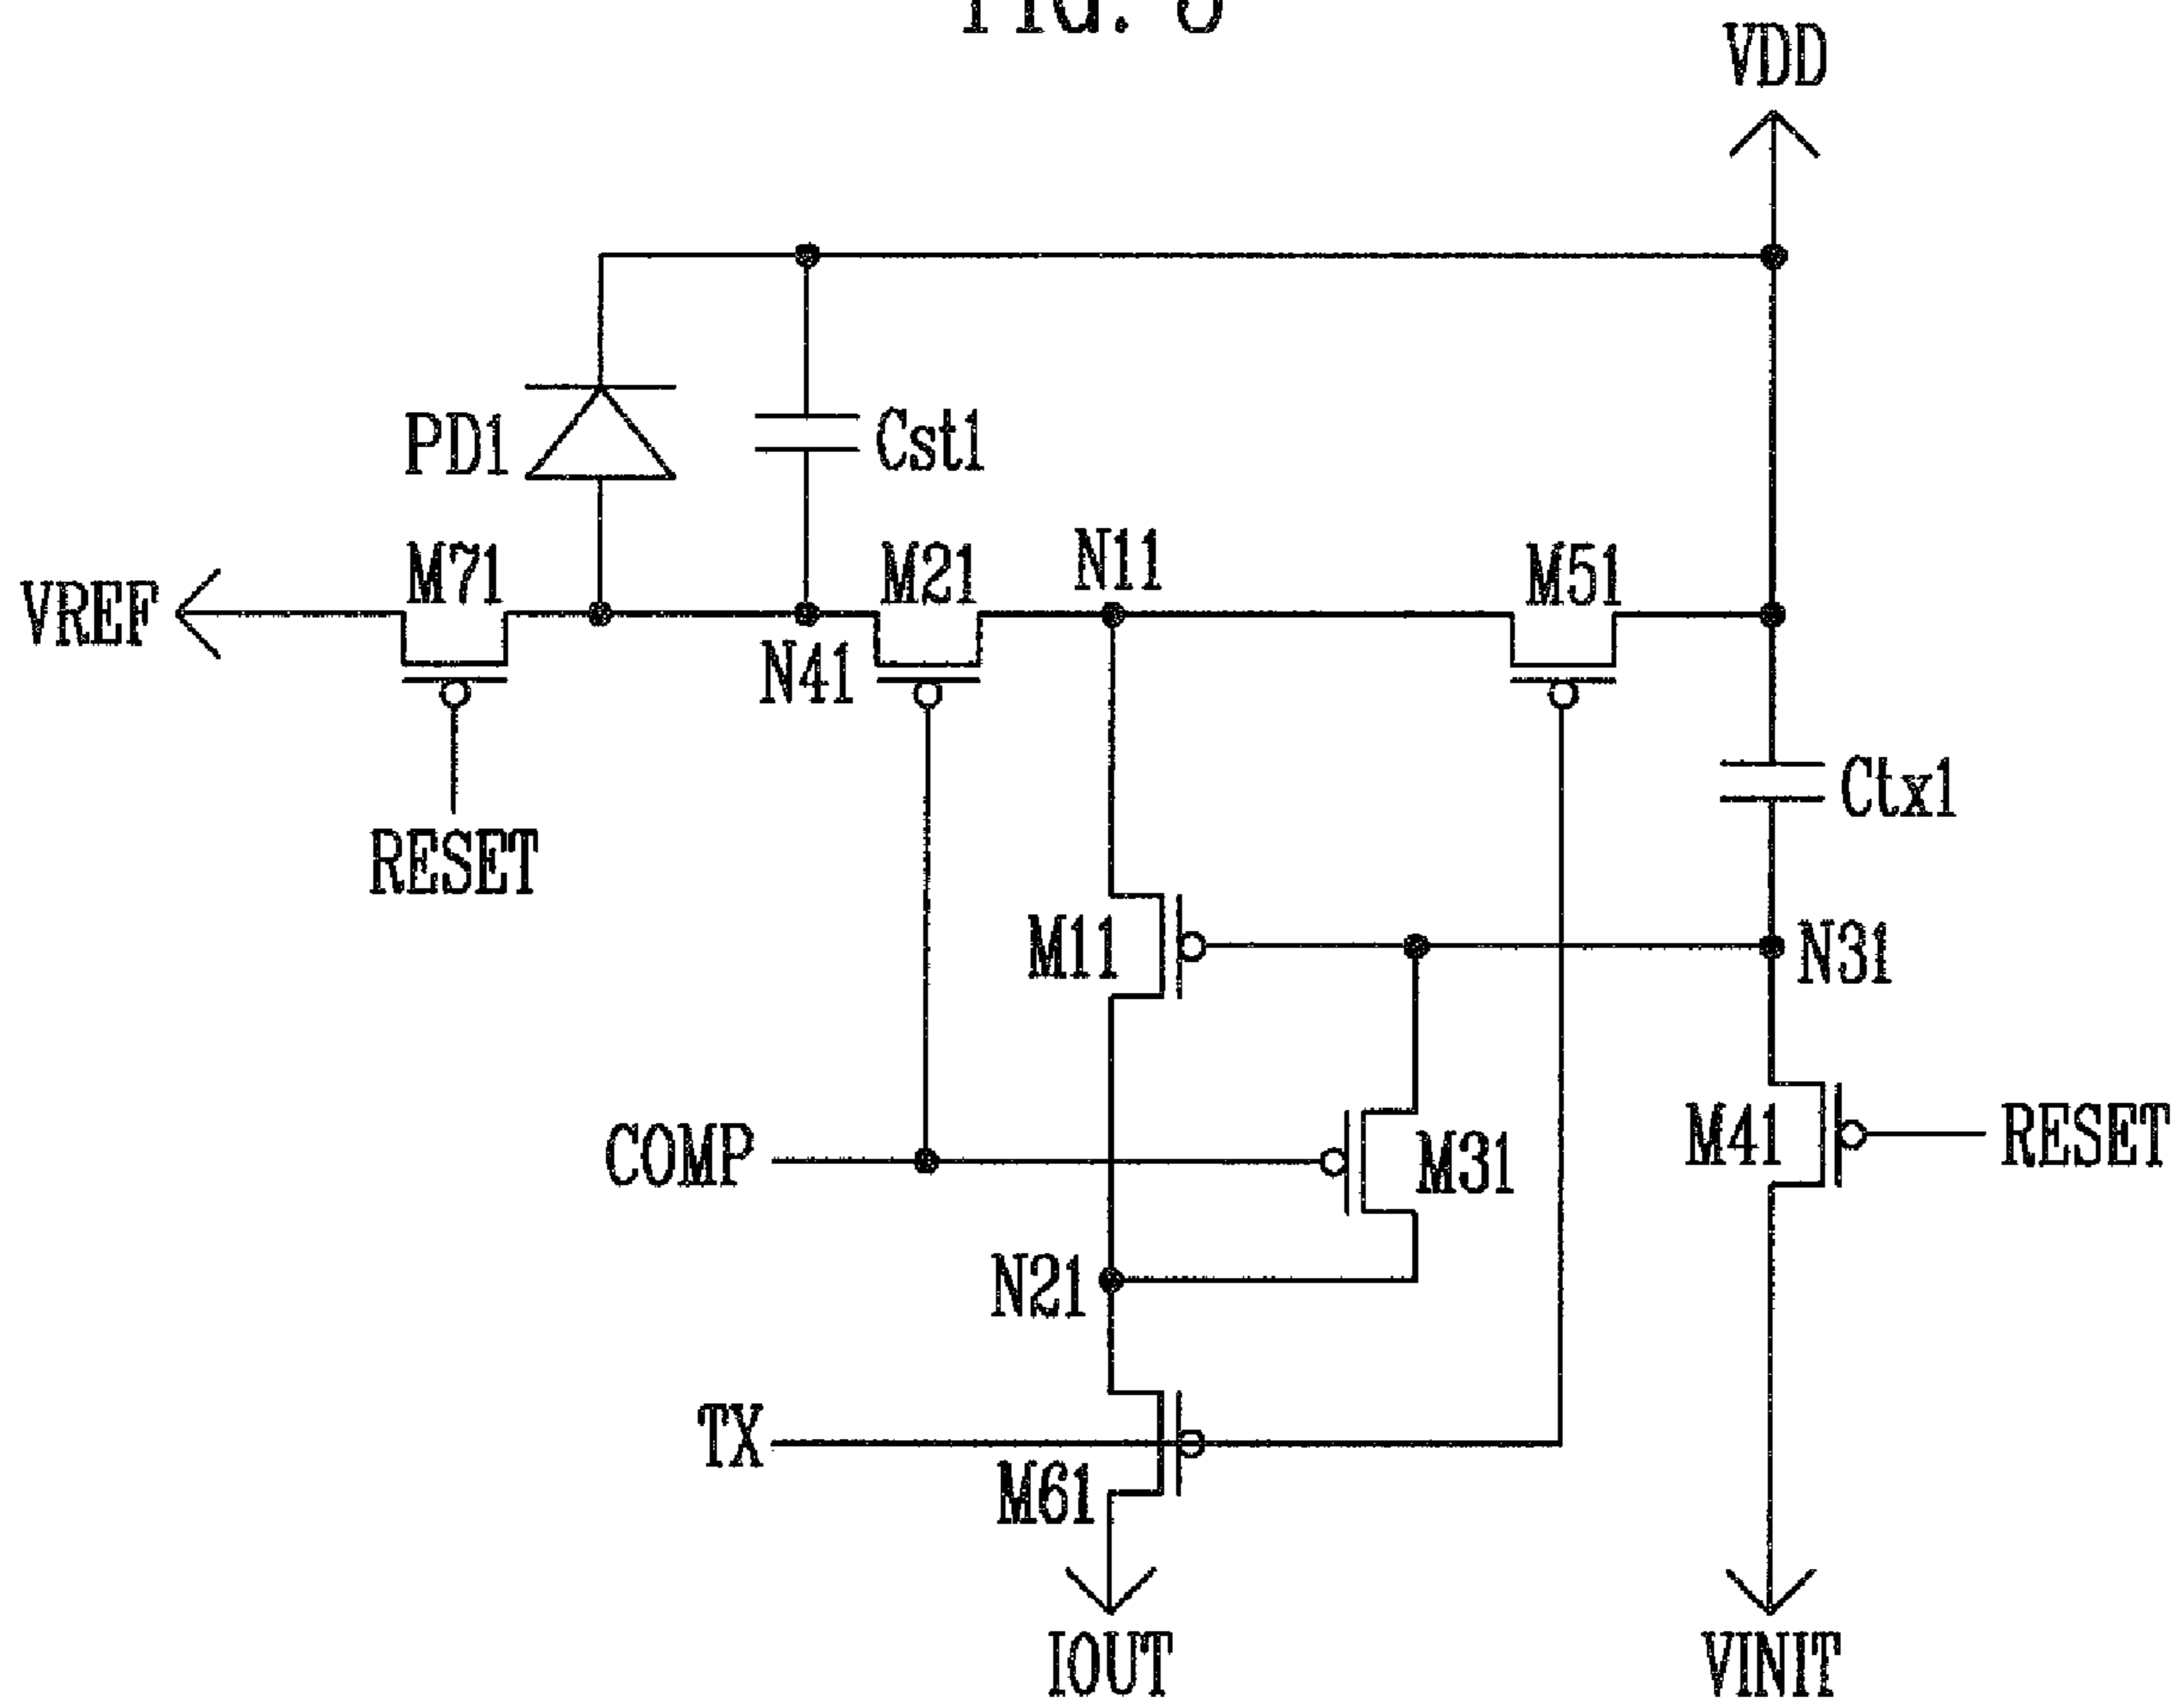 VDD
PD1
Cst1
M71
M21
N11
M51
VREF
N41
Ctx1
RESET
M11
N31
COMP
M31
M41
RESET
N21
TX
M61
IOUT
VINIT